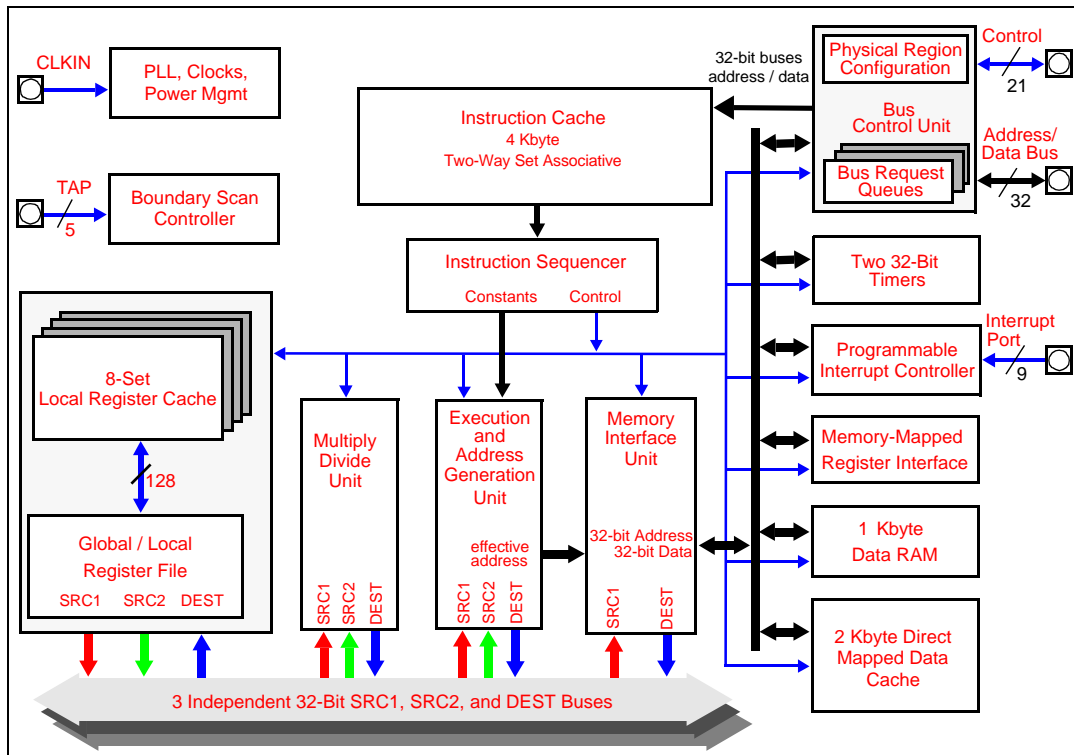 CLKIN
PLL, Clocks,
Power Mgmt
TAP
5
Boundary Scan
Controller
Instruction Cache
4 Kbyte
Two-Way Set Associative
32-bit buses
address / data
Physical Region
Configuration
Bus
Control Unit
Bus Request
Queues
Control
21
Address/
Data Bus
32
Instruction Sequencer
Constants
Control
Two 32-Bit
Timers
Programmable
Interrupt Controller
Interrupt
Port
9
Memory-Mapped
Register Interface
1 Kbyte
Data RAM
2 Kbyte Direct
Mapped Data
Cache
8-Set
Local Register Cache
128
Global / Local
Register File
SRC1
SRC2
DEST
Multiply
Divide
Unit
SRC1
SRC2
DEST
Execution
and
Address
Generation
Unit
effective
address
SRC1
SRC2
DEST
Memory
Interface
Unit
32-bit Address
32-bit Data
SRC1
DEST
3 Independent 32-Bit SRC1, SRC2, and DEST Buses